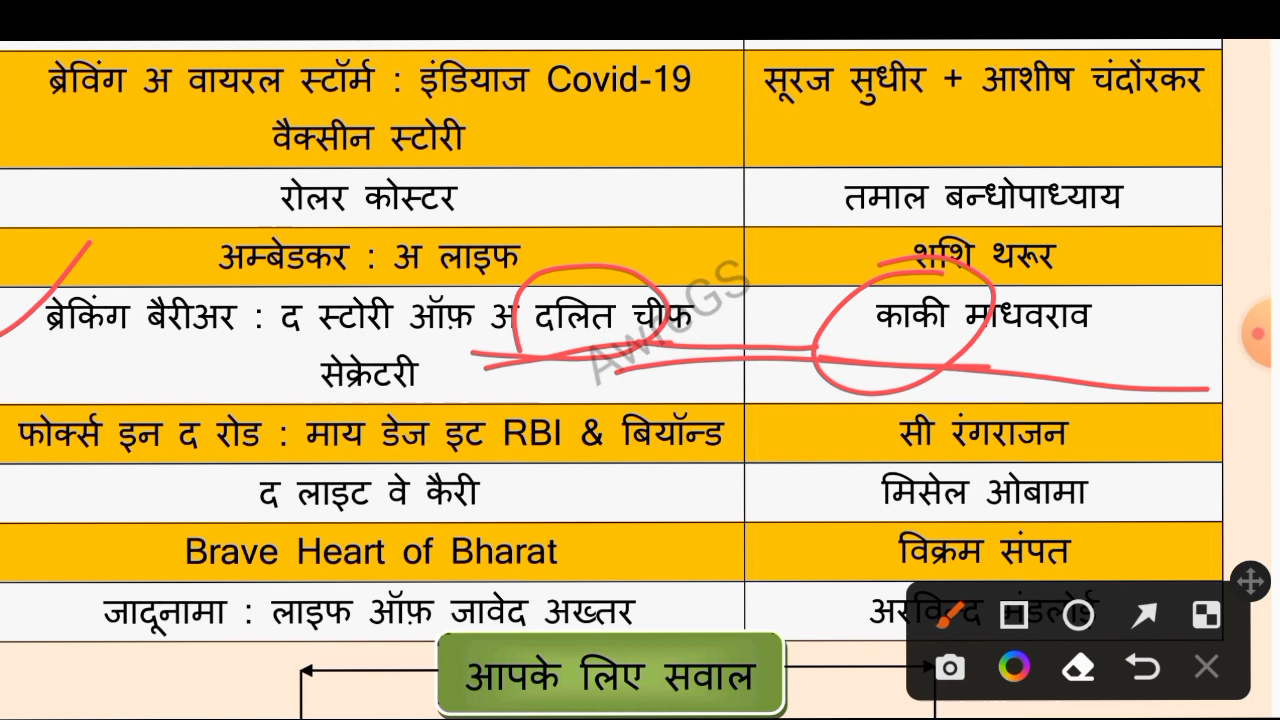 ब्रेविंग अ वायरल स्टॉर्म : इंडियाज Covid-19
वैक्सीन स्टोरी
सूरज सुधीर + आशीष चंदोंरकर
रोलर कोस्टर
तमाल बन्धोपाध्याय
अम्बेडकर : अ लाइफ
शशि थरूर
ब्रेकिंग बैरीअर : द स्टोरी ऑफ़ अ दलित चीफ
सेक्रेटरी
काकी माधवराव
फोर्क्स इन द रोड : माय डेज इट RBI & बियॉन्ड
सी रंगराजन
द लाइट वे कैरी
मिसेल ओबामा
Brave Heart of Bharat
विक्रम संपत
जादूनामा : लाइफ ऑफ़ जावेद अख्तर
अरविन्द मंडलोई
आपके लिए सवाल